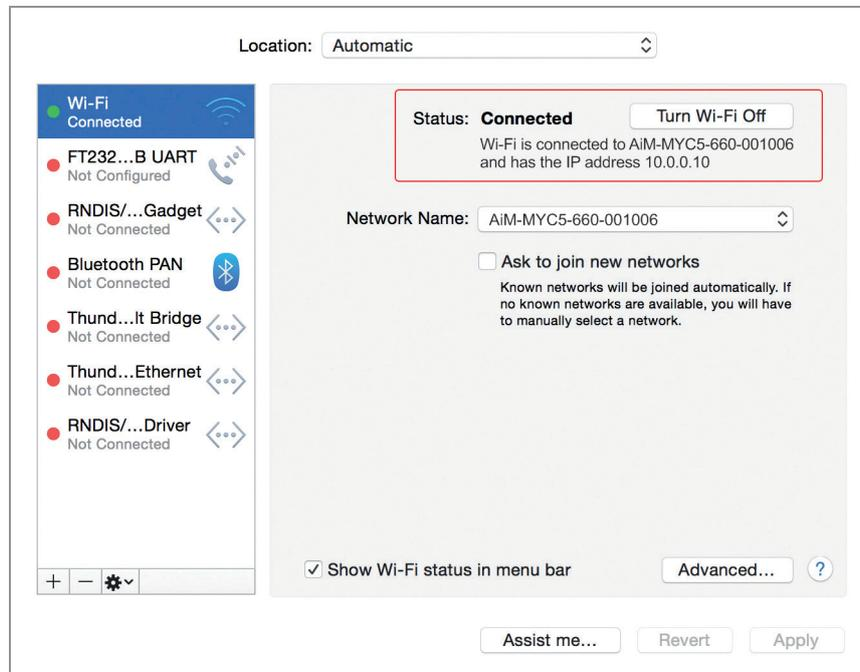 Location: Automatic
Wi-Fi
Connected
FT232...B UART
Not Configured
RNDIS/...Gadget
Not Connected
Bluetooth PAN
Not Connected
Thund...lt Bridge
Not Connected
Thund...Ethernet
Not Connected
RNDIS/...Driver
Not Connected
Status: Connected Turn Wi-Fi Off
Wi-Fi is connected to AiM-MYC5-660-001006
and has the IP address 10.0.0.10
Network Name: AiM-MYC5-660-001006
Ask to join new networks
Known networks will be joined automatically. If
no known networks are available, you will have
to manually select a network.
Show Wi-Fi status in menu bar Advanced... ?
Assist me... Revert Apply